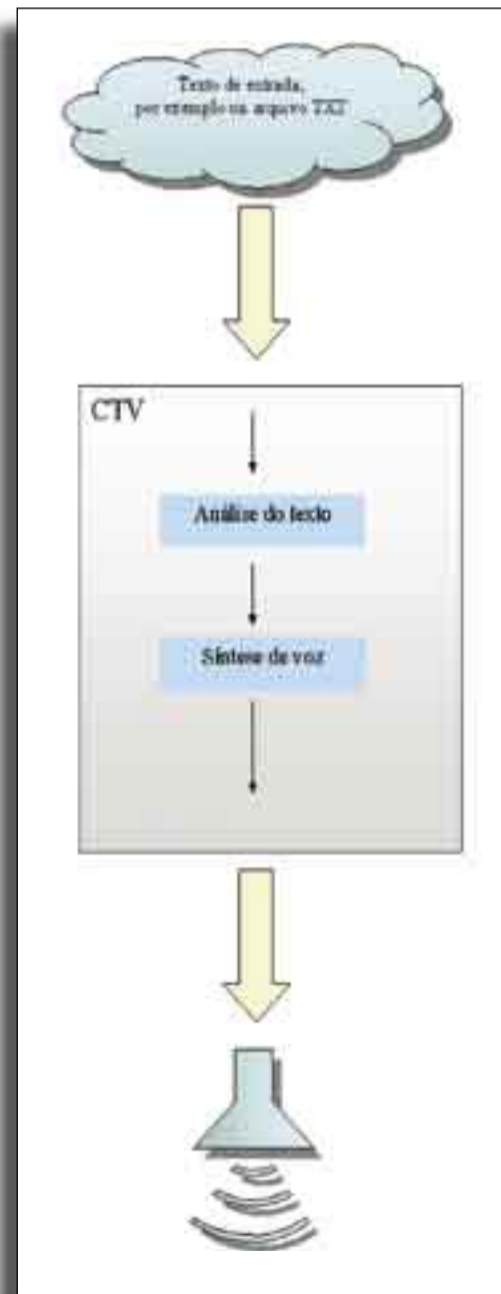 Texto de entrada,
por exemplo un arquivo TXT
CTV
Análise do texto
Síntese de voz